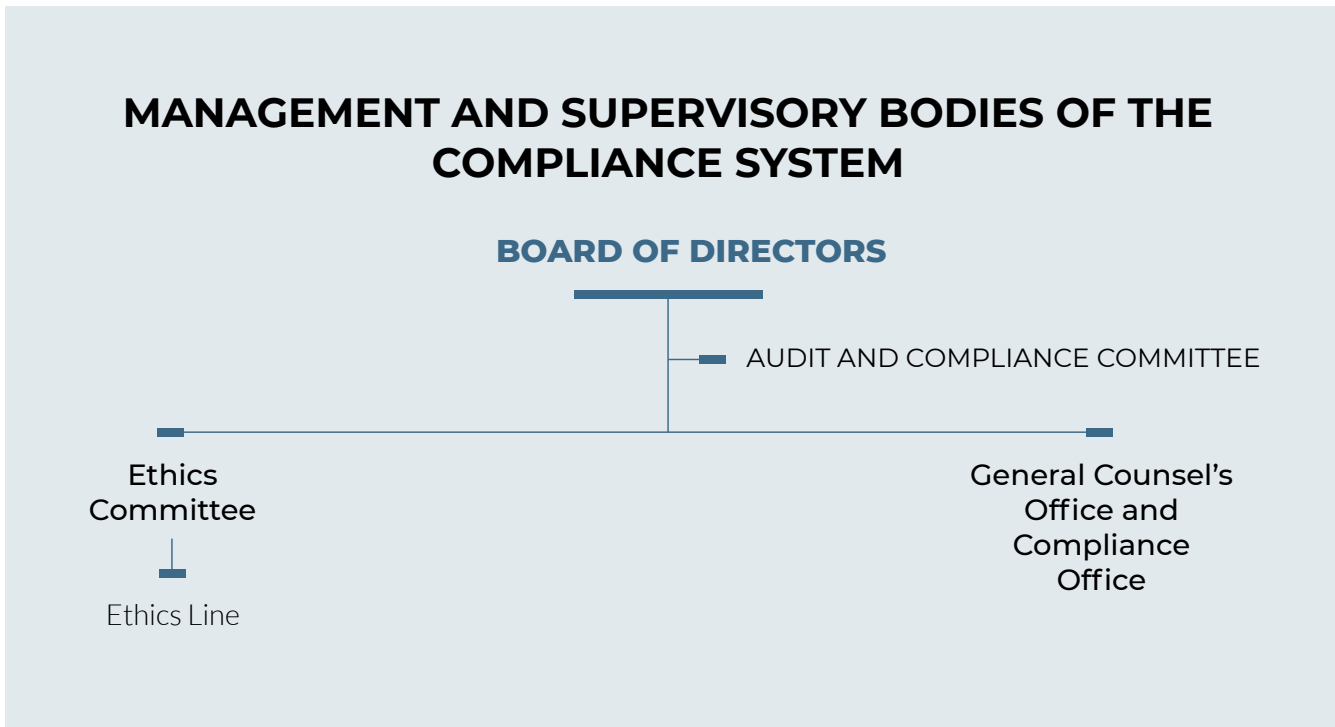 MANAGEMENT AND SUPERVISORY BODIES OF THE
COMPLIANCE SYSTEM
BOARD OF DIRECTORS
AUDIT AND COMPLIANCE COMMITTEE
Ethics
Committee
Ethics Line
General Counsel’s
Office and
Compliance
Office